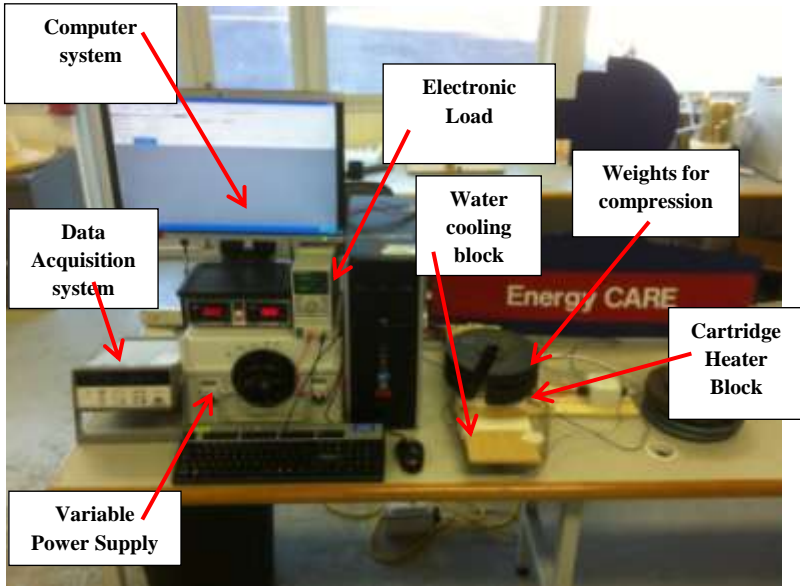 Computer
system
Electronic
Load
Weights for
compression
Water
cooling
block
Data
Acquisition
system
Energy CARE
Cartridge
Heater
Block
Variable
Power Supply